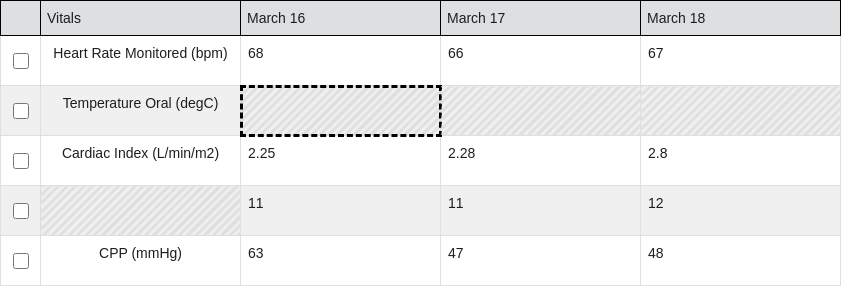 Vitals March 16 March 17 March 18
Heart Rate Monitored (bpm) 68 66 67
Temperature Oral (degC)
Cardiac Index (L/min/m2) 2.25 2.28 2.8
11 11 12
CPP (mmHg) 63 47 48